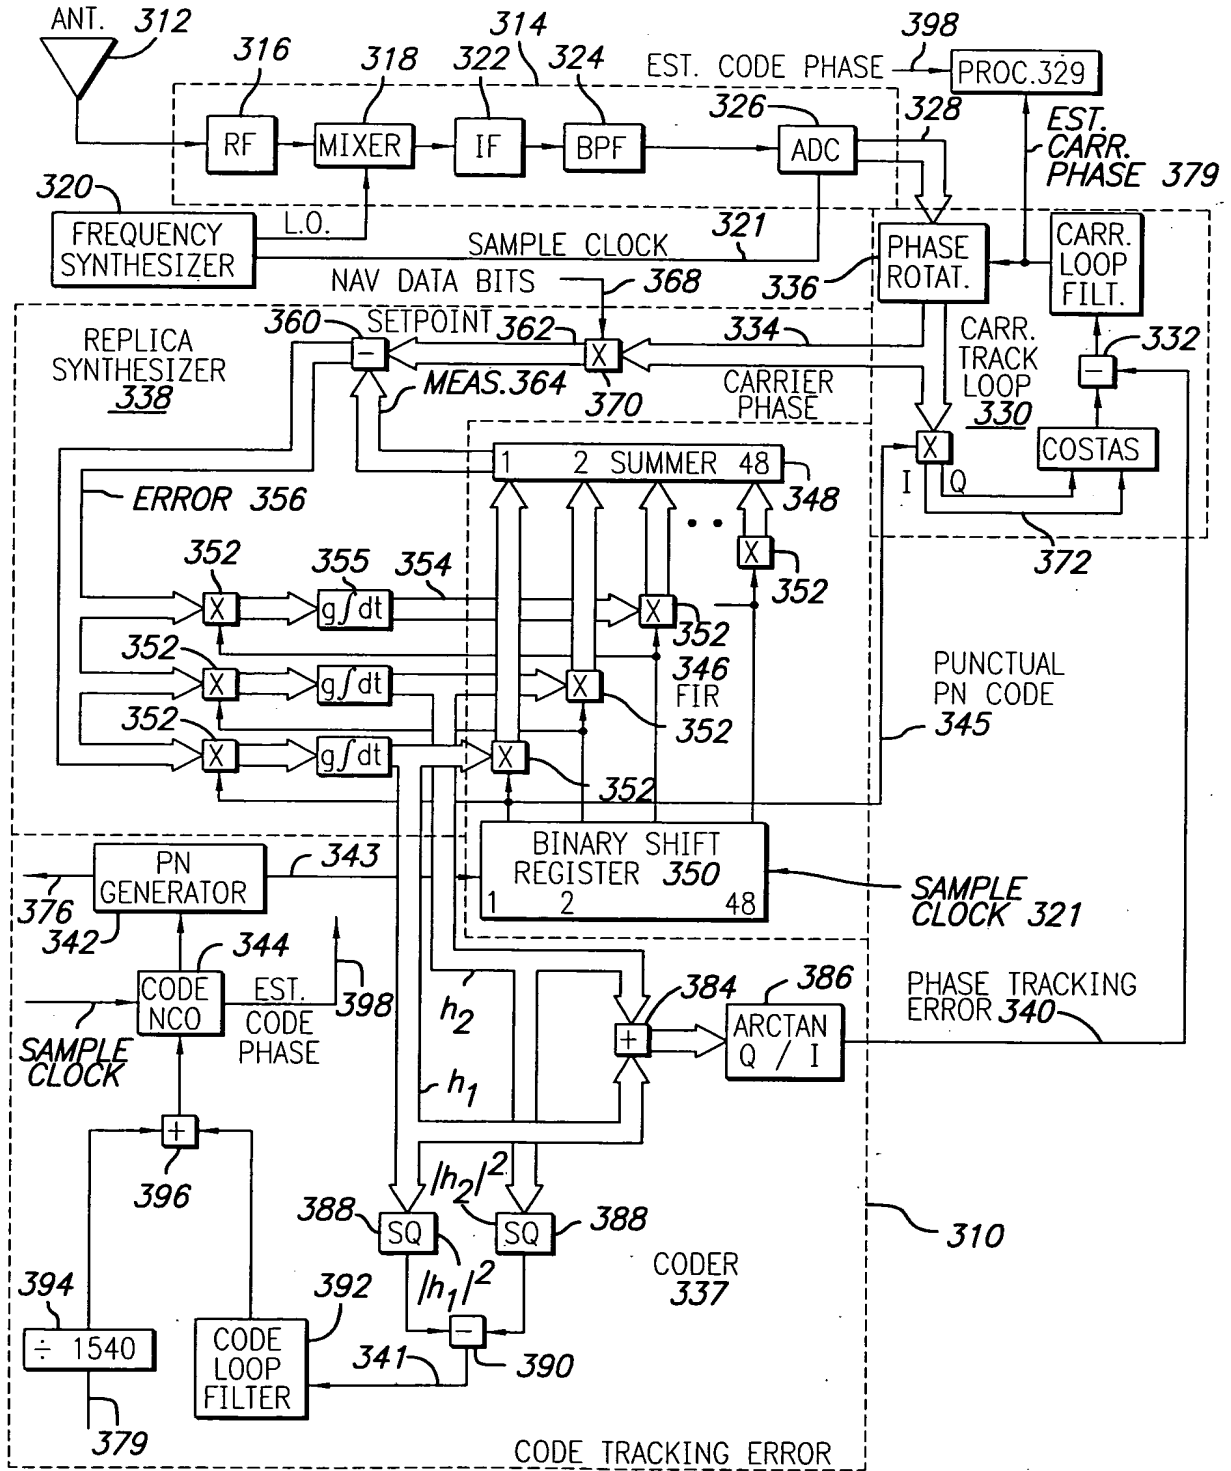 ANT.
312
314
398
316
318
322
324
EST. CODE PHASE
PROC.329
326
328
RF
MIXER
IF
BPF
ADC
EST.
CARR.
PHASE 379
320
L.O.
321
FREQUENCY
SYNTHESIZER
SAMPLE CLOCK
PHASE
ROTAT.
CARR.
LOOP
FILT.
336
NAV DATA BITS
368
REPLICA
SYNTHESIZER
338
360
SETPOINT
362
334
332
-
X
-
MEAS.364
370
CARRIER
PHASE
CARR.
TRACK
LOOP
330
1 2 SUMMER 48
348
X
COSTAS
I Q
ERROR 356
372
352
355
354
X
352
X
g∫dt
X
352
352
346
FIR
X
g∫dt
X
352
PUNCTUAL
PN CODE
345
352
X
g∫dt
X
352
PN
GENERATOR
343
BINARY SHIFT
REGISTER 350
1 2 48
376
342
SAMPLE
CLOCK 321
344
CODE
NCO
EST.
CODE
PHASE
398
SAMPLE
CLOCK
h2
384
386
PHASE TRACKING
ERROR 340
+
ARCTAN
Q / I
h1
+
396
|h2|²
388
SQ
SQ
388
310
|h1|²
CODER
337
394
392
÷ 1540
CODE
LOOP
FILTER
-
341
390
379
CODE TRACKING ERROR